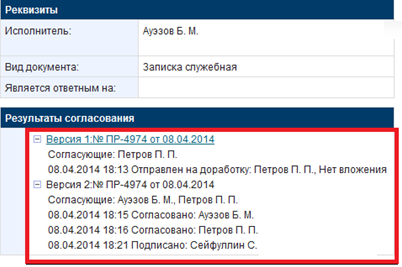 Реквизиты
Исполнитель: Ауззов Б. М.
Вид документа: Записка служебная
Является ответным на:
Результаты согласования
Версия 1:№ ПР-4974 от 08.04.2014
Согласующие: Петров П. П.
08.04.2014 18:13 Отправлен на доработку: Петров П. П., Нет вложения
Версия 2:№ ПР-4974 от 08.04.2014
Согласующие: Ауззов Б. М., Петров П. П.
08.04.2014 18:15 Согласовано: Ауззов Б. М.
08.04.2014 18:16 Согласовано: Петров П. П.
08.04.2014 18:21 Подписано: Сейфуллин С.